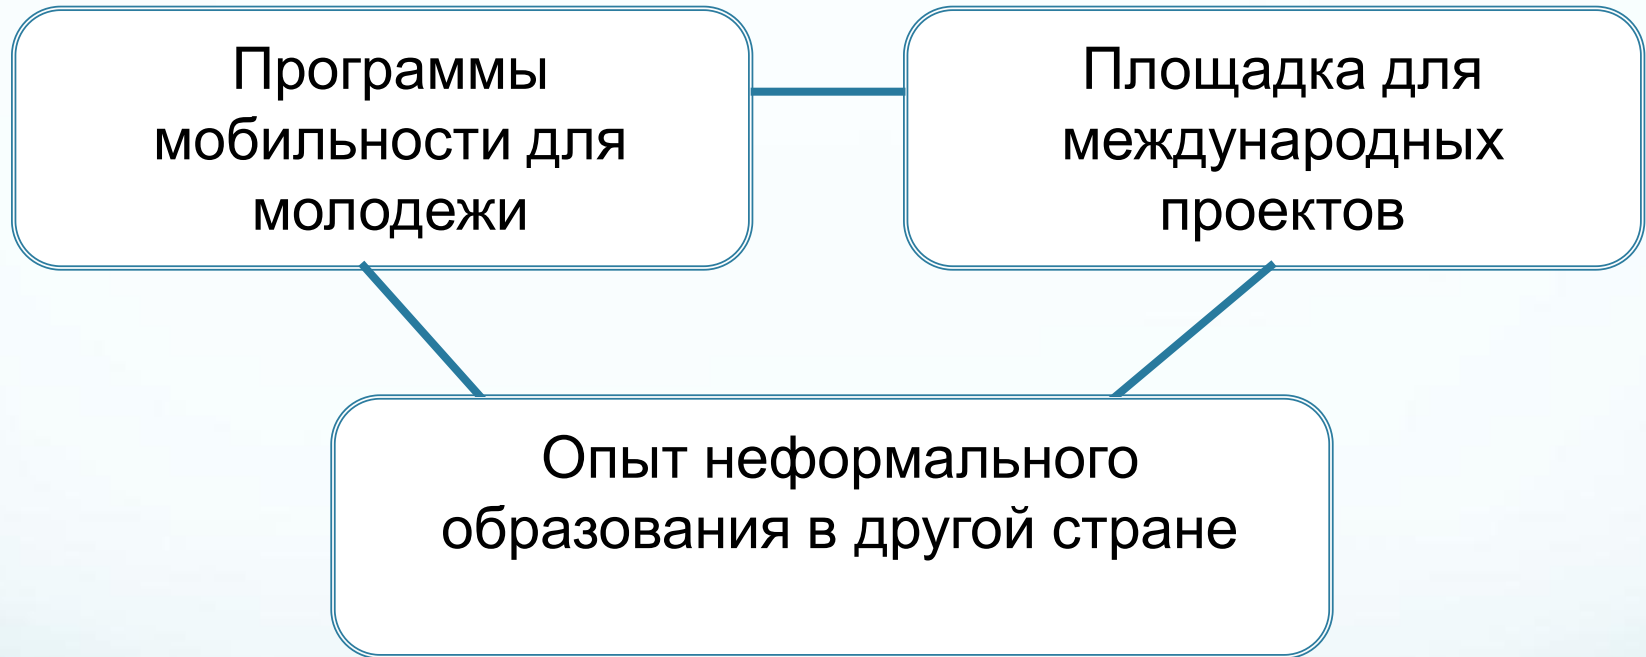 Программы
мобильности для
молодежи
Площадка для
международных
проектов
Опыт неформального
образования в другой стране